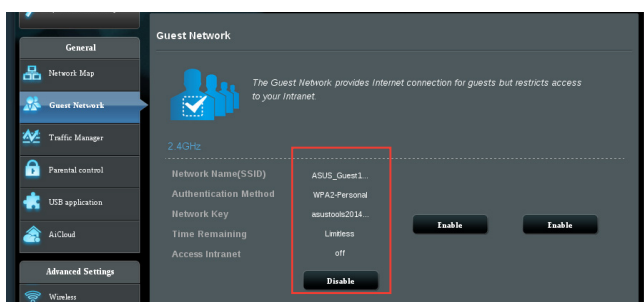 General
Network Map
Guest Network
Traffic Manager
Parental control
USB application
AiCloud
Advanced Settings
Wireless
Guest Network
The Guest Network provides Internet connection for guests but restricts access
to your Intranet.
2.4GHz
Network Name(SSID) ASUS_Guest1...
Authentication Method WPA2-Personal
Network Key asustools2014...
Time Remaining Limitless
Access Intranet off
Enable Enable
Disable